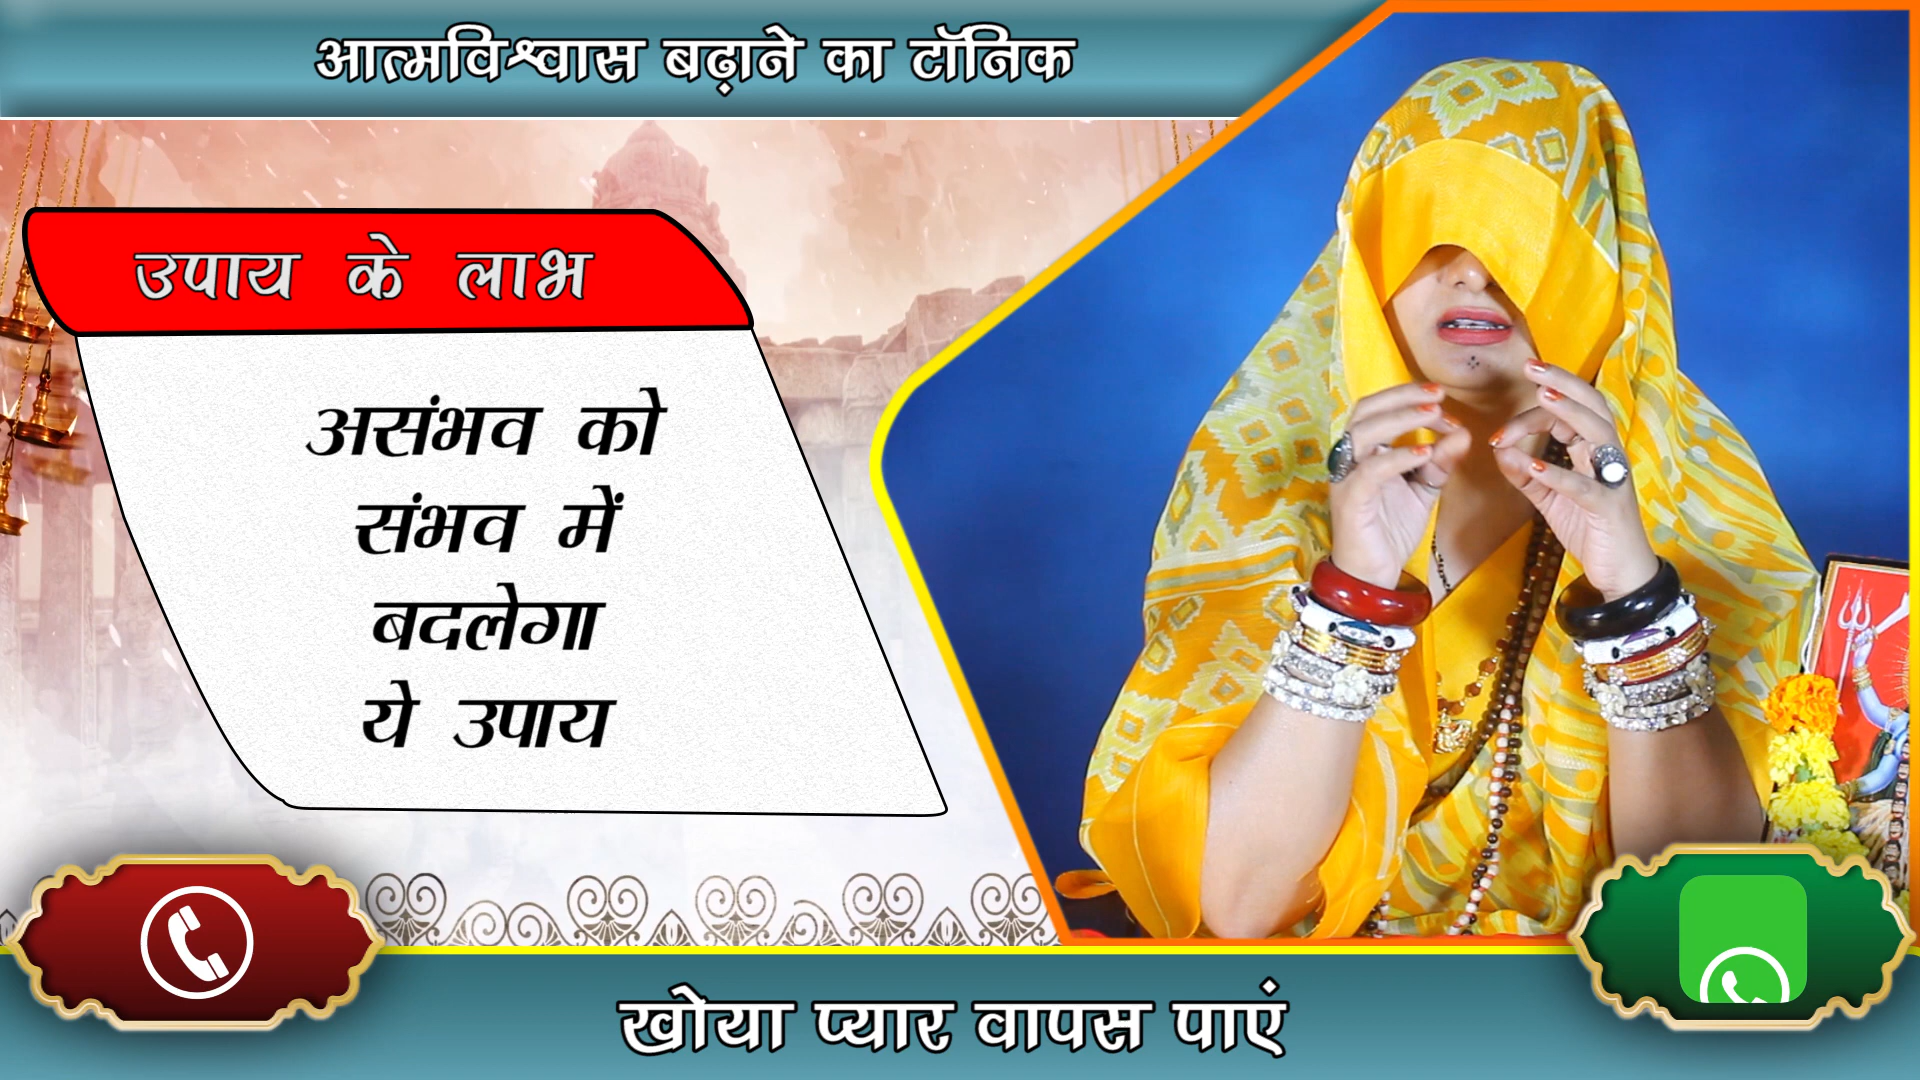 आत्मविश्वास बढ़ाने का टॉनिक
उपाय के लाभ
असंभव को
संभव में
बदलेगा
ये उपाय
खोया प्यार वापस पाएं